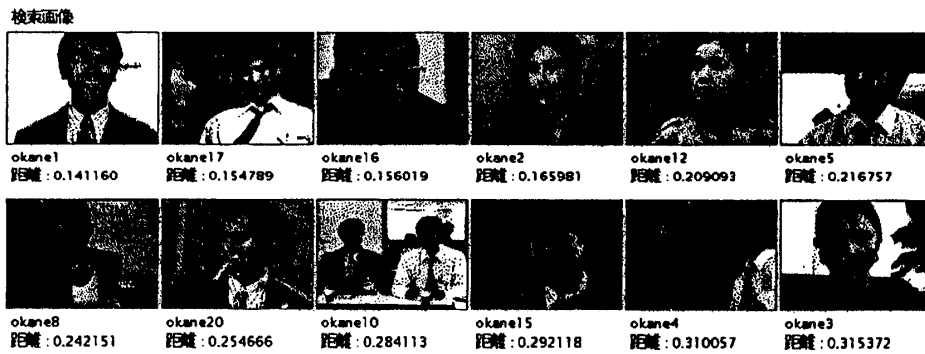 検索画像
okane1
距離 : 0.141160
okane17
距離 : 0.154789
okane16
距離 : 0.156019
okane2
距離 : 0.165981
okane12
距離 : 0.209093
okane5
距離 : 0.216757
okane8
距離 : 0.242151
okane20
距離 : 0.254666
okane10
距離 : 0.284113
okane15
距離 : 0.292118
okane4
距離 : 0.310057
okane3
距離 : 0.315372